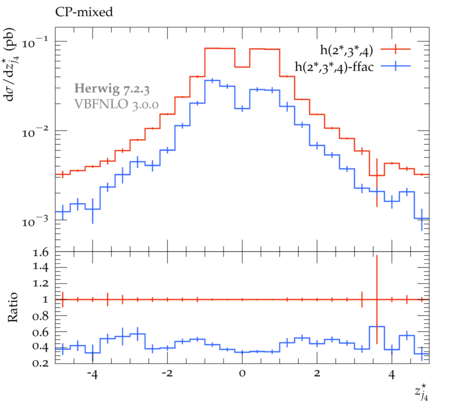 CP-mixed
h(2*,3*,4)
h(2*,3*,4)-ffac
Herwig 7.2.3
VBFNLO 3.0.0
dσ/dz*j4 (pb)
10⁻¹
10⁻²
10⁻³
Ratio
1.6
1.4
1.2
1
0.8
0.6
0.4
0.2
-4 -2 0 2 4
z*j4